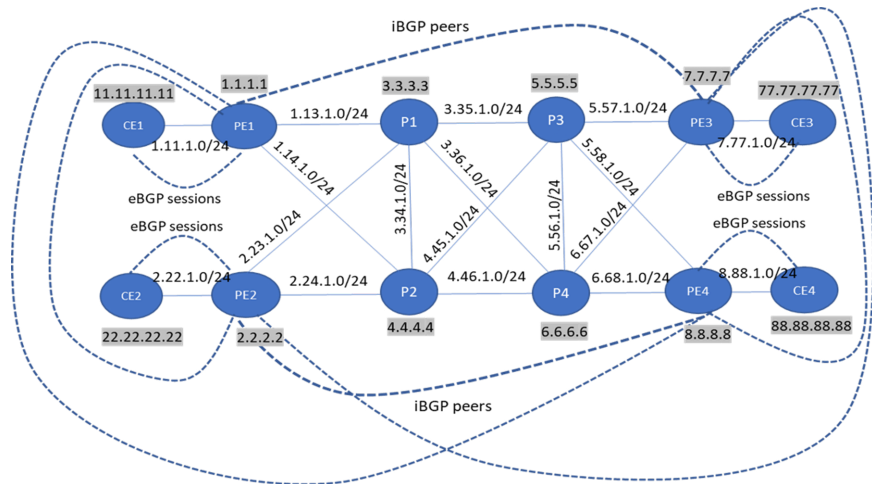 iBGP peers
1.1.1.1
3.3.3.3
5.5.5.5
7.7.7.7
11.11.11.11
77.77.77.77
CE1
PE1
P1
P3
PE3
CE3
1.13.1.0/24
3.35.1.0/24
5.57.1.0/24
1.11.1.0/24
7.77.1.0/24
1.14.1.0/24
3.36.1.0/24
5.58.1.0/24
eBGP sessions
eBGP sessions
eBGP sessions
eBGP sessions
2.23.1.0/24
3.34.1.0/24
4.45.1.0/24
5.56.1.0/24
6.67.1.0/24
2.22.1.0/24
2.24.1.0/24
4.46.1.0/24
6.68.1.0/24
8.88.1.0/24
CE2
PE2
P2
P4
PE4
CE4
22.22.22.22
2.2.2.2
4.4.4.4
6.6.6.6
8.8.8.8
88.88.88.88
iBGP peers